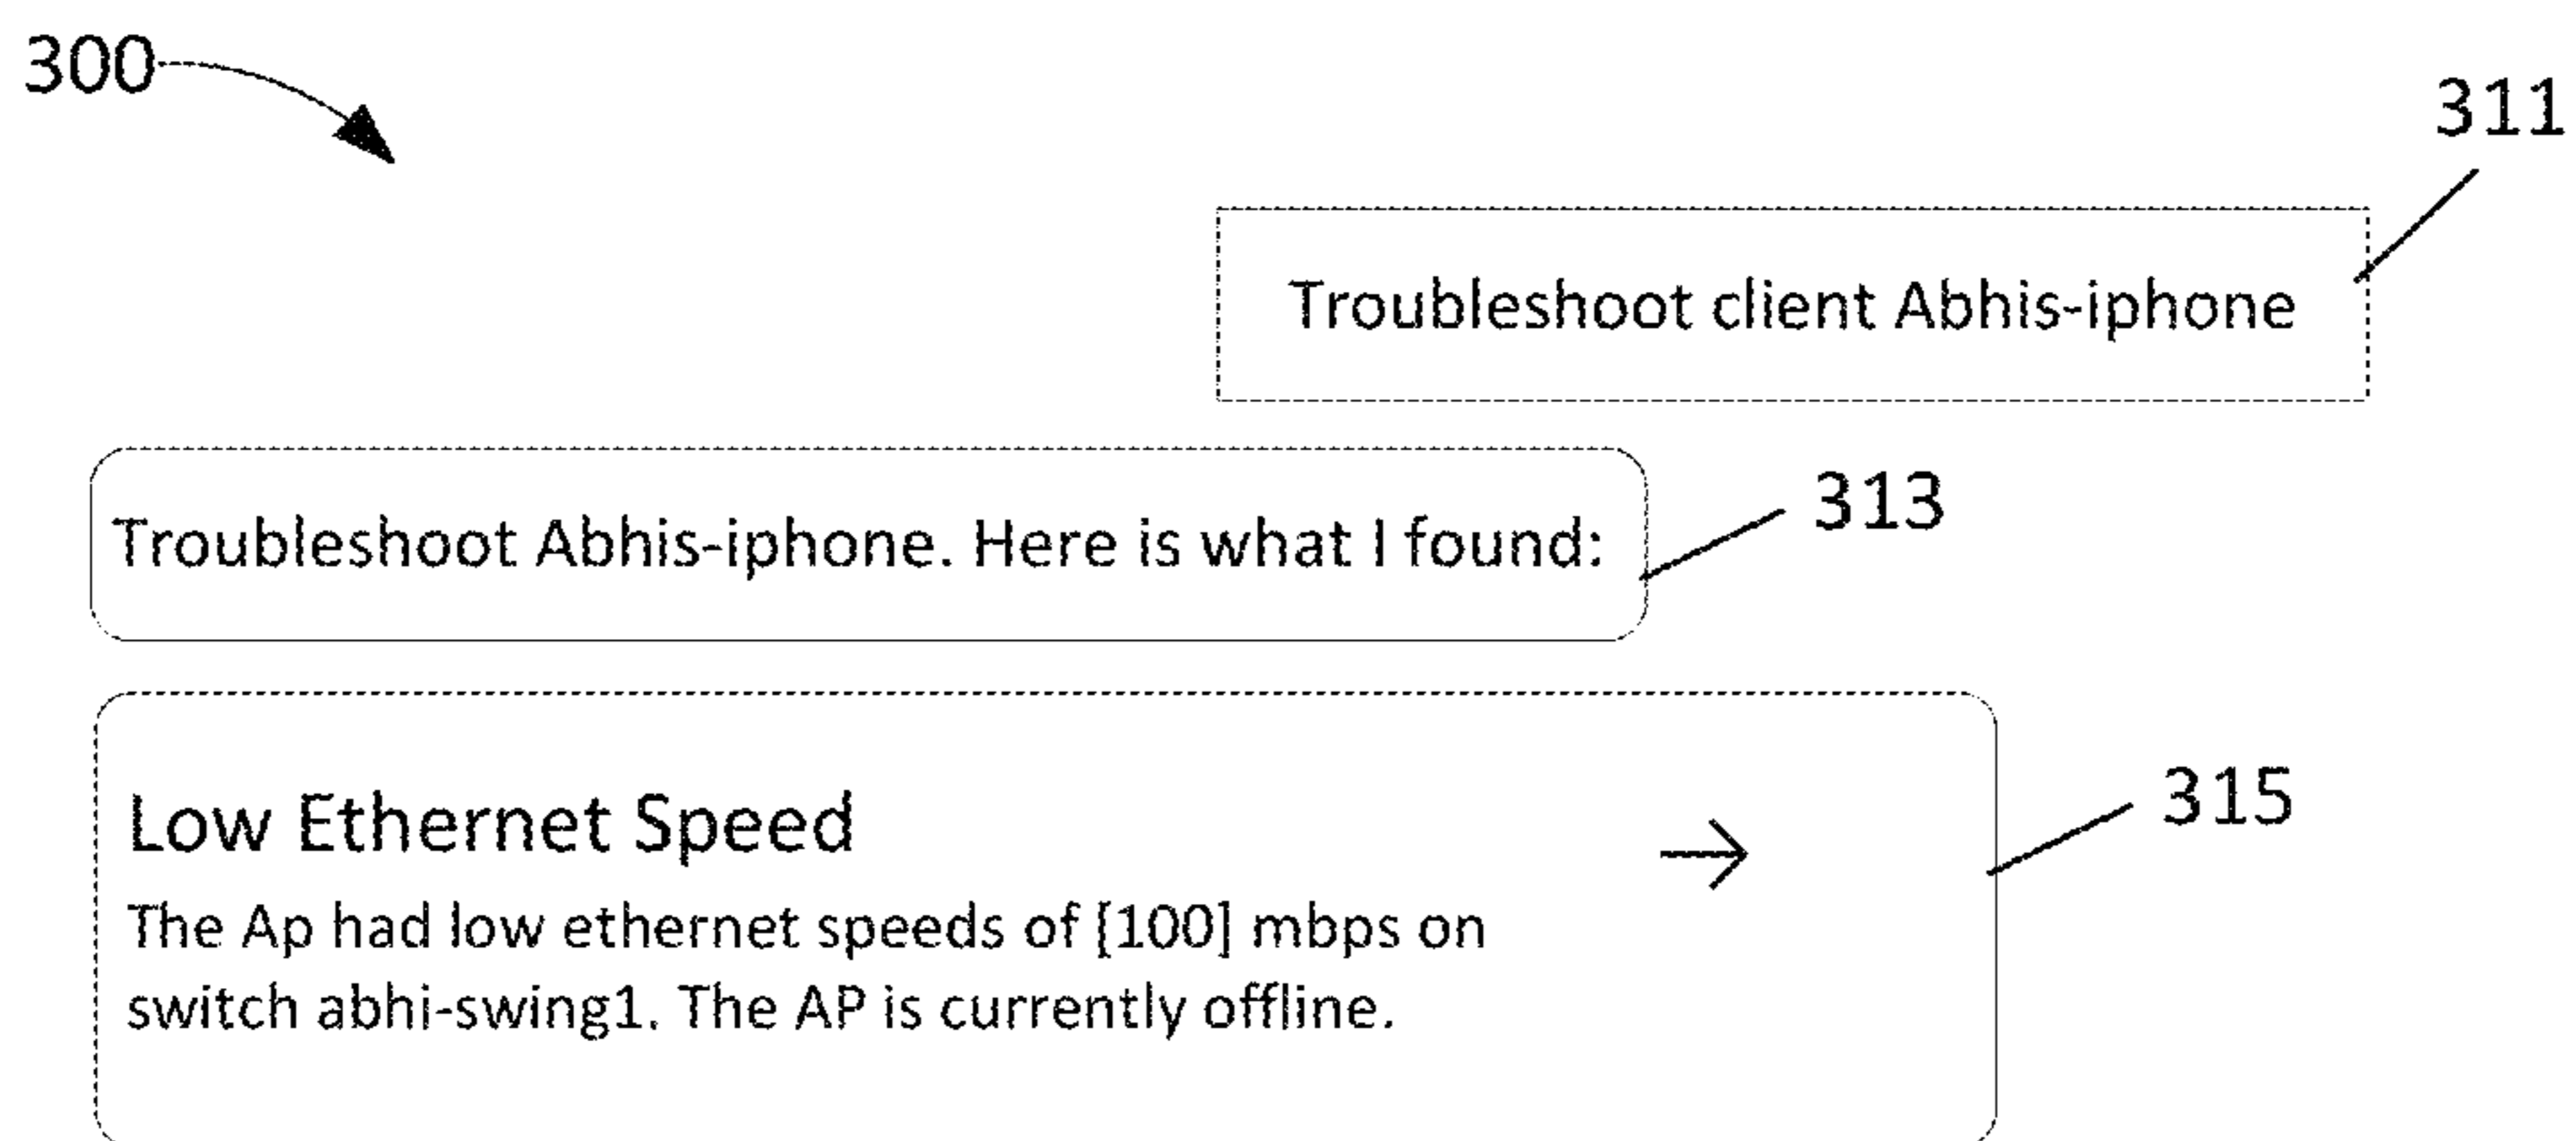 300
311
Troubleshoot client Abhis-iphone
Troubleshoot Abhis-iphone. Here is what I found:
313
Low Ethernet Speed
315
The Ap had low ethernet speeds of [100] mbps on
switch abhi-swing1. The AP is currently offline.